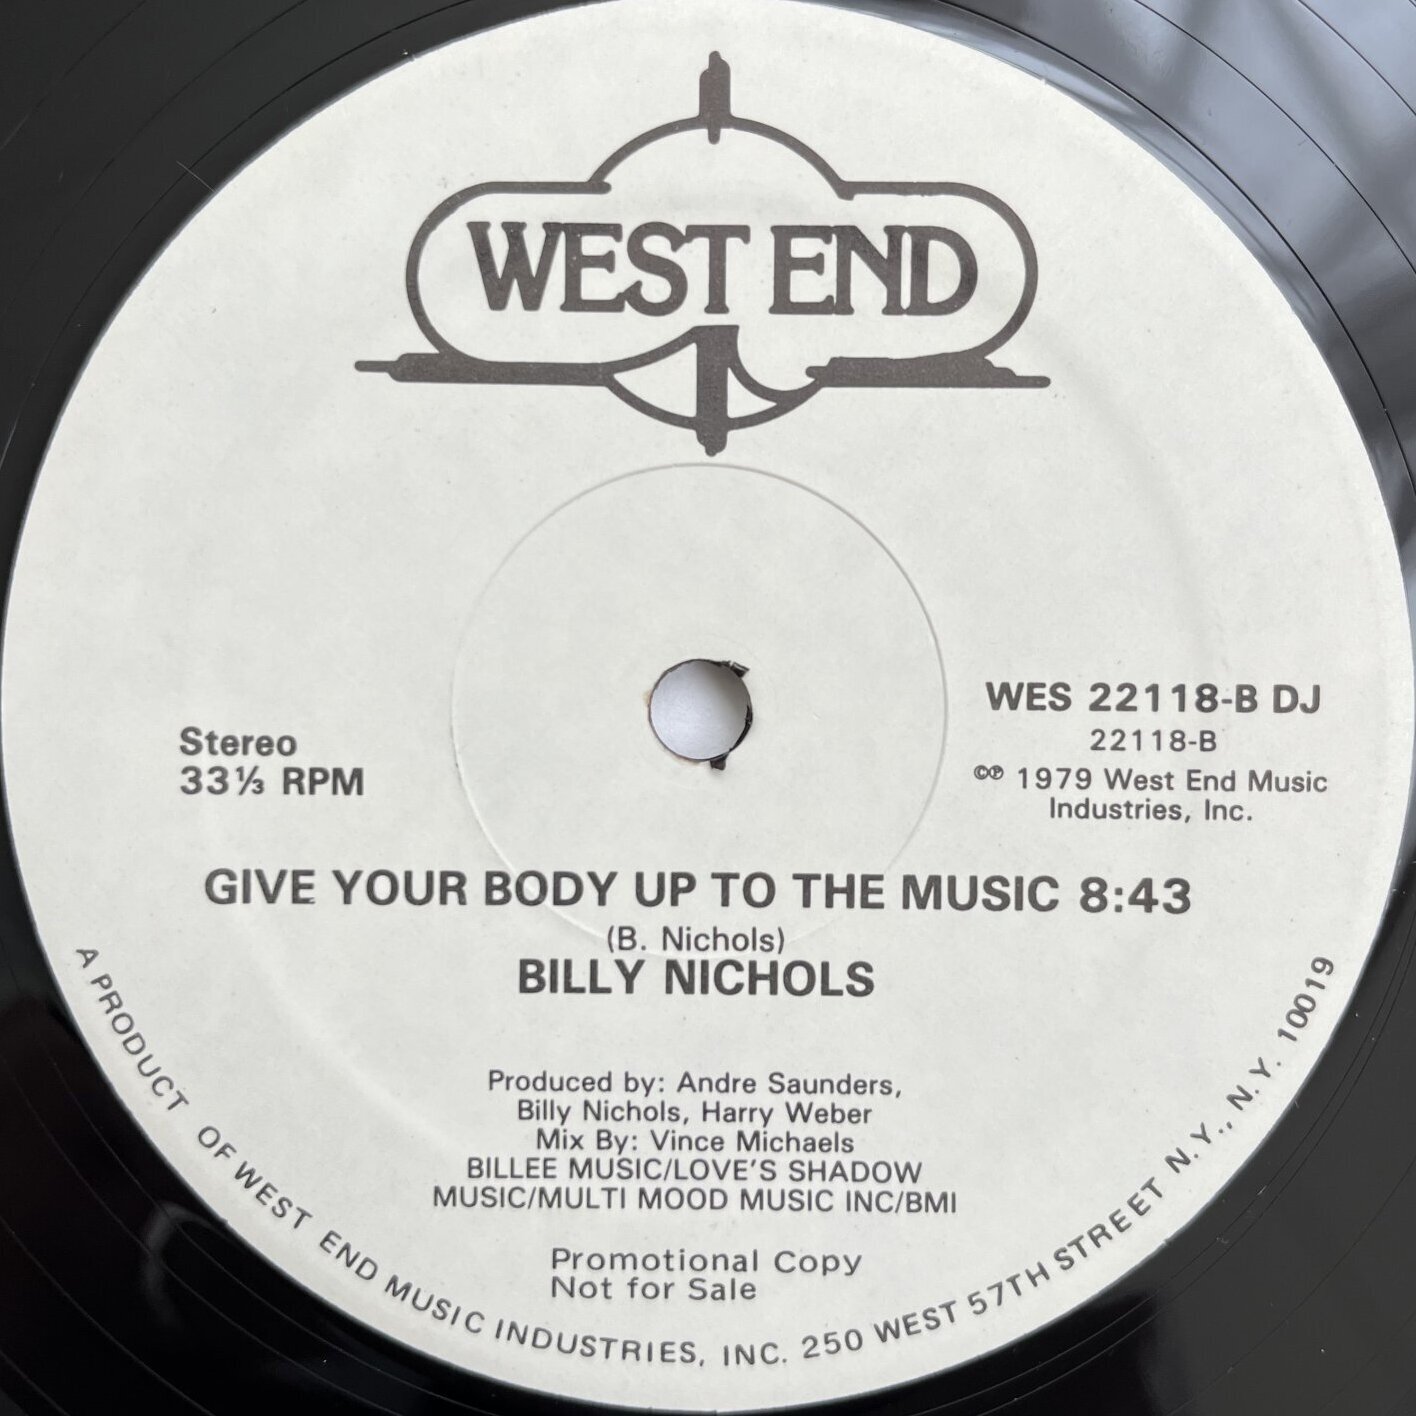 WEST END
Stereo
33⅓ RPM
WES 22118-B DJ
22118-B
©℗ 1979 West End Music
Industries, Inc.
GIVE YOUR BODY UP TO THE MUSIC 8:43
(B. Nichols)
BILLY NICHOLS
Produced by: Andre Saunders,
Billy Nichols, Harry Weber
Mix By: Vince Michaels
BILLEE MUSIC/LOVE'S SHADOW
MUSIC/MULTI MOOD MUSIC INC/BMI
Promotional Copy
Not for Sale
A PRODUCT OF WEST END MUSIC INDUSTRIES, INC. 250 WEST 57TH STREET N.Y., N.Y. 10019